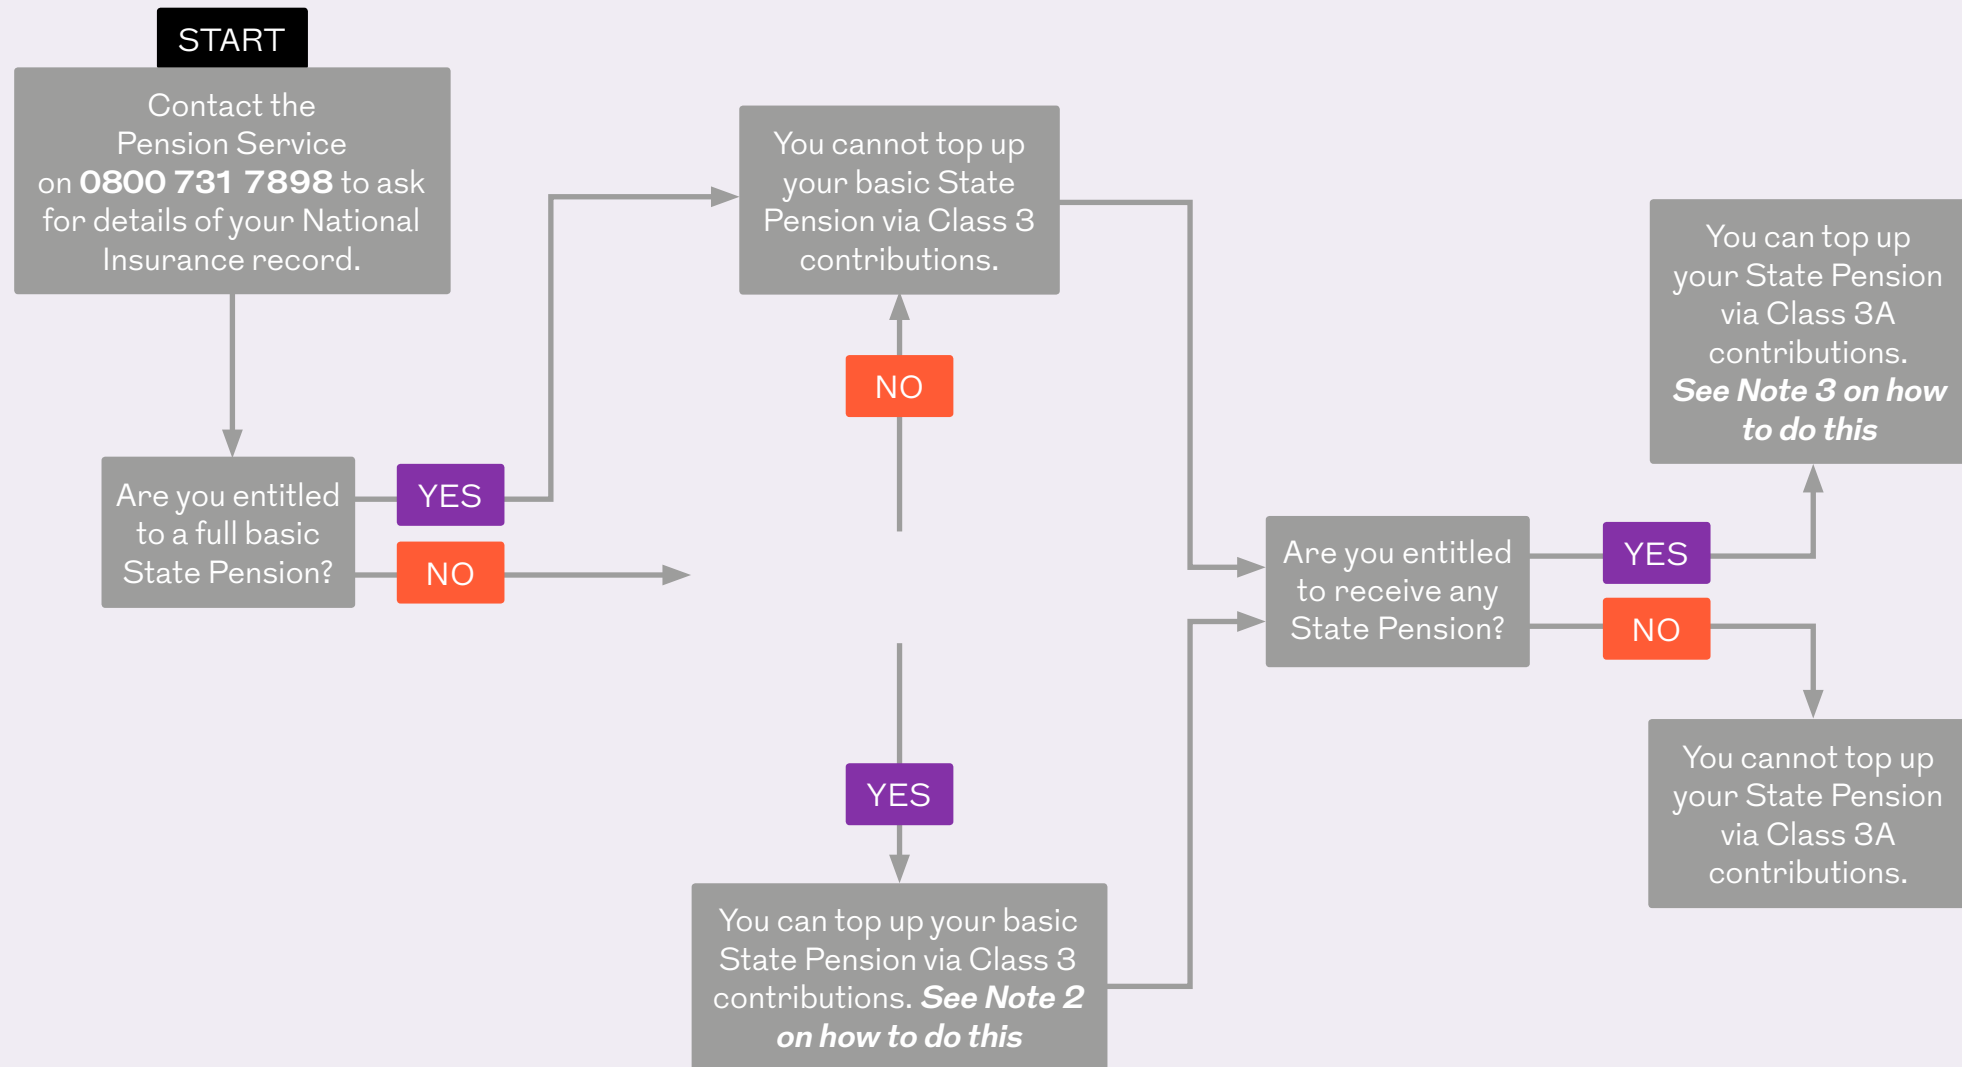 START
Contact the
Pension Service
on 0800 731 7898 to ask
for details of your National
Insurance record.
Are you entitled
to a full basic
State Pension?
YES
NO
You cannot top up
your basic State
Pension via Class 3
contributions.
NO
YES
You can top up your basic
State Pension via Class 3
contributions. See Note 2
on how to do this
Are you entitled
to receive any
State Pension?
YES
NO
You can top up
your State Pension
via Class 3A
contributions.
See Note 3 on how
to do this
You cannot top up
your State Pension
via Class 3A
contributions.